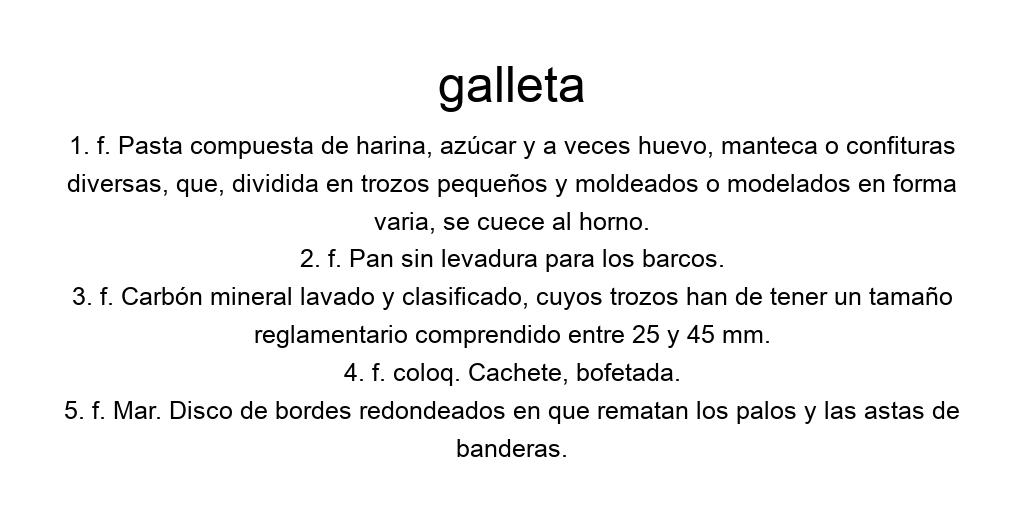 galleta
1. f. Pasta compuesta de harina, azúcar y a veces huevo, manteca o confituras
diversas, que, dividida en trozos pequeños y moldeados o modelados en forma
varia, se cuece al horno.
2. f. Pan sin levadura para los barcos.
3. f. Carbón mineral lavado y clasificado, cuyos trozos han de tener un tamaño
reglamentario comprendido entre 25 y 45 mm.
4. f. coloq. Cachete, bofetada.
5. f. Mar. Disco de bordes redondeados en que rematan los palos y las astas de
banderas.